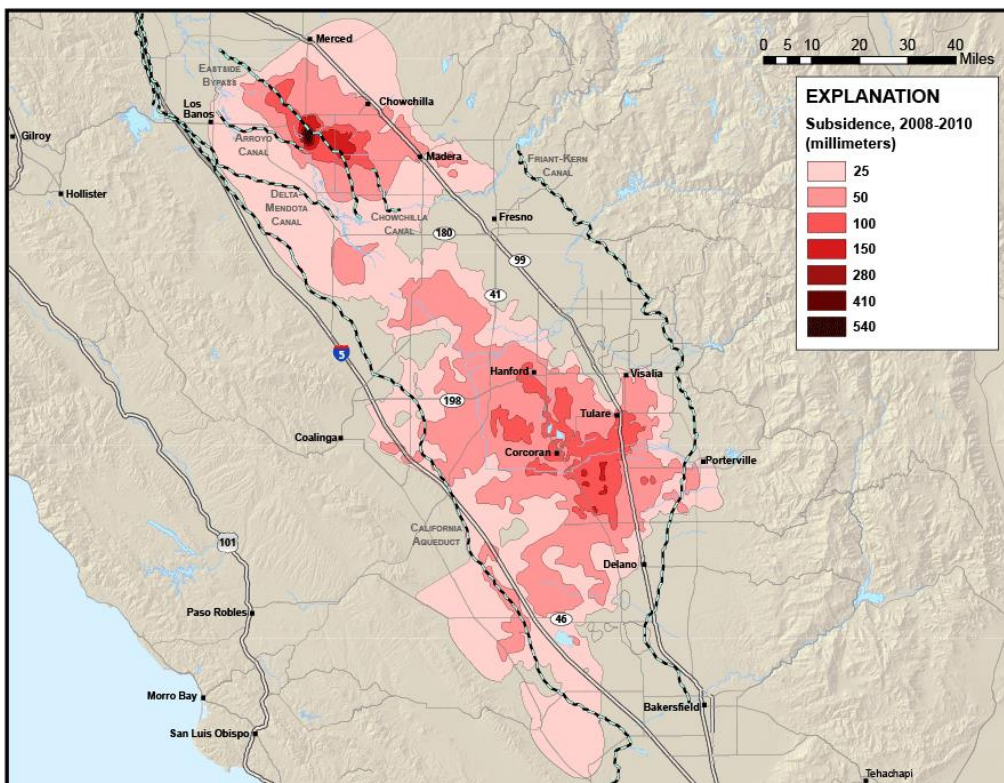 Merced
0 5 10 20 30 40
Miles
EXPLANATION
Subsidence, 2008-2010
(millimeters)
25
50
100
150
280
410
540
EASTSIDE
BYPASS
Chowchilla
Los
Banos
Gilroy
ARROYO
CANAL
Madera
FRIANT-KERN
CANAL
Hollister
DELTA-
MENDOTA
CANAL
CHOWCHILLA
CANAL
Fresno
180
99
41
5
Hanford
Visalia
198
Tulare
Coalinga
Corcoran
Porterville
CALIFORNIA
AQUEDUCT
101
Delano
Paso Robles
46
Morro Bay
Bakersfield
San Luis Obispo
Tehachapi